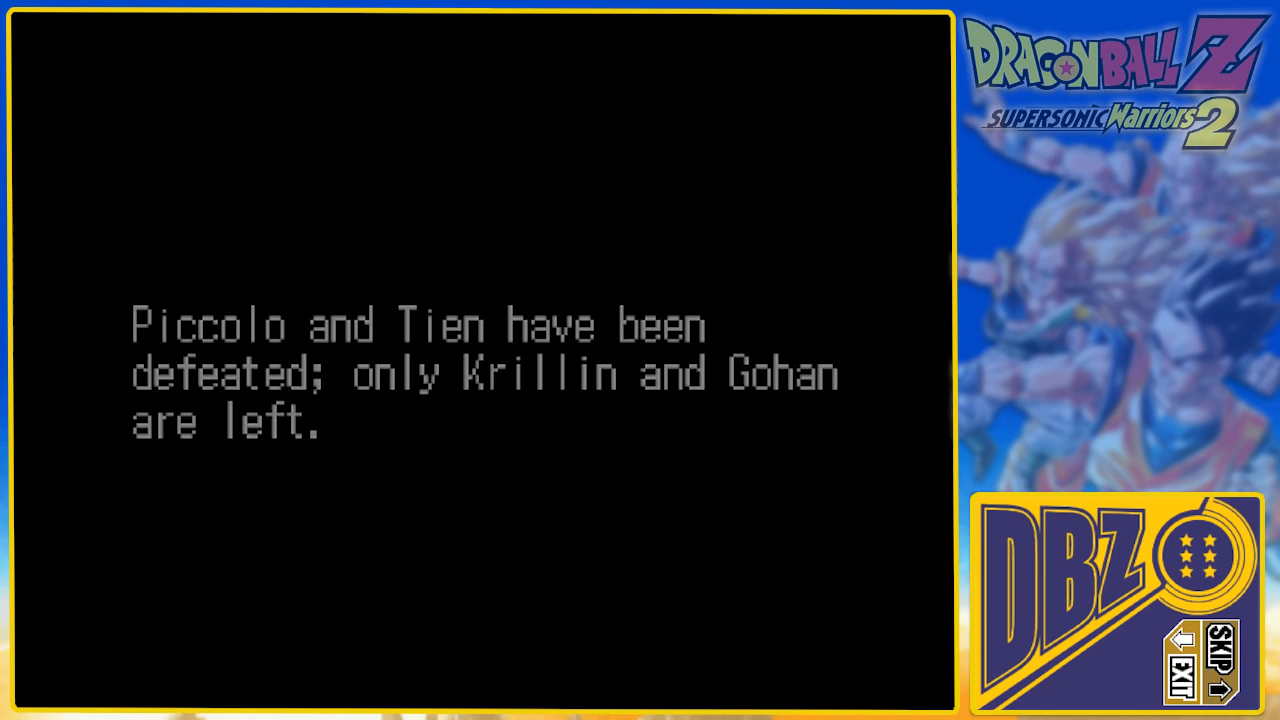 Piccolo and Tien have been
defeated; only Krillin and Gohan
are left.
DRAGON BALL Z
SUPERSONIC Warriors 2
DBZ
SKIP
EXIT